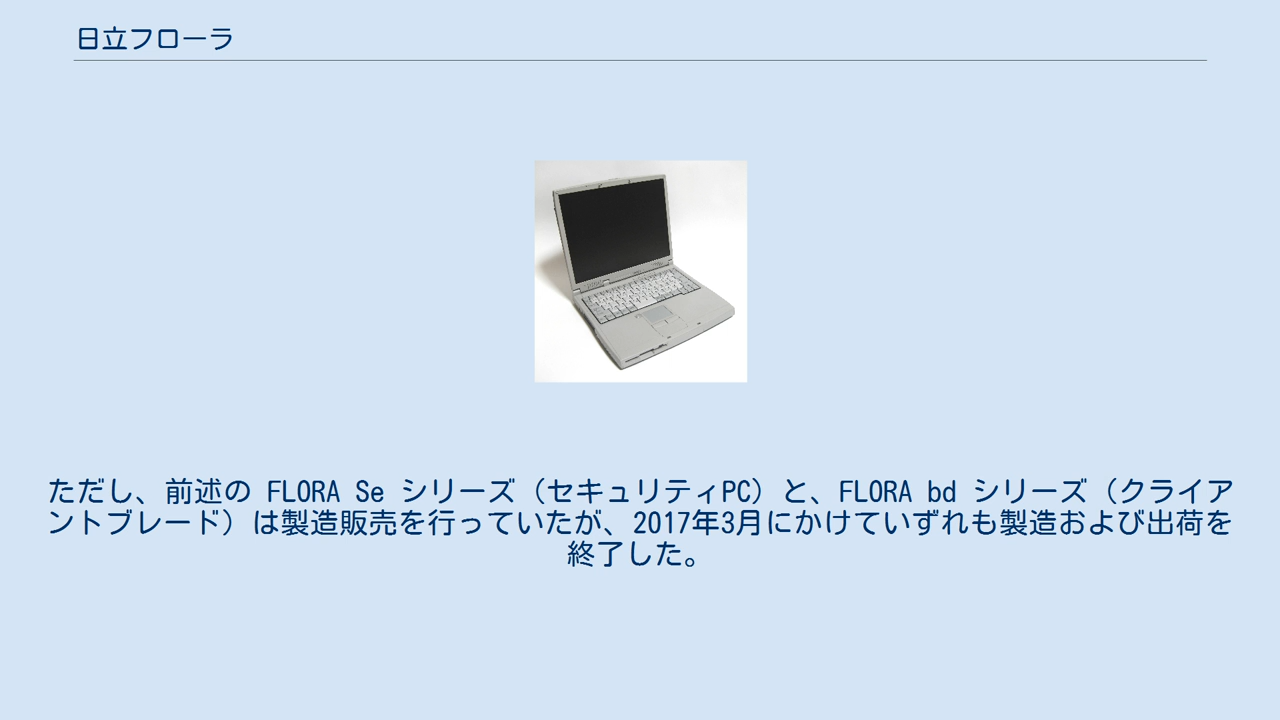 日立フローラ
ただし、前述の FLORA Se シリーズ（セキュリティPC）と、FLORA bd シリーズ（クライア
ントブレード）は製造販売を行っていたが、2017年3月にかけていずれも製造および出荷を
終了した。